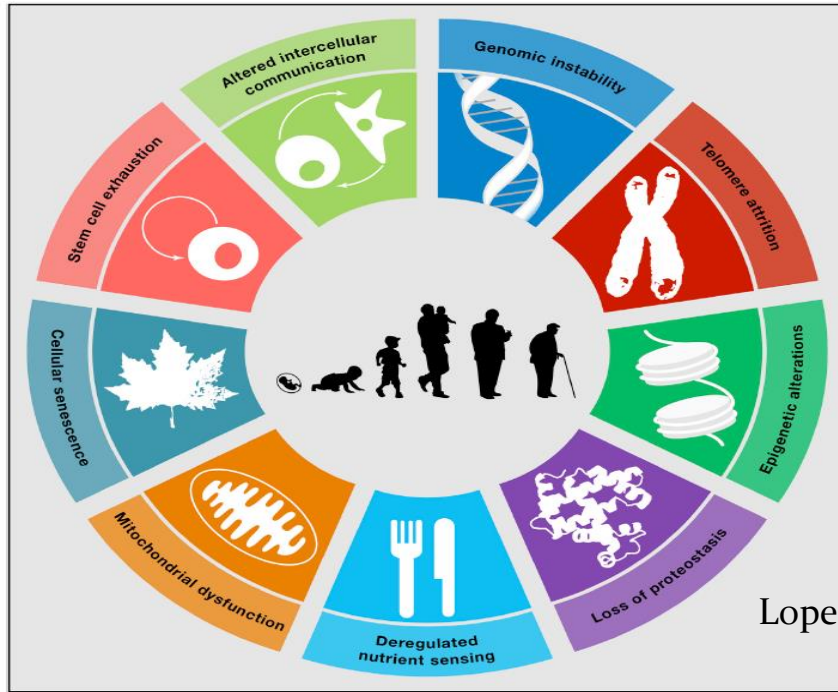 Altered intercellular
communication
Genomic instability
Telomere attrition
Epigenetic alterations
Loss of proteostasis
Deregulated
nutrient sensing
Mitochondrial dysfunction
Cellular senescence
Stem cell exhaustion
Lope